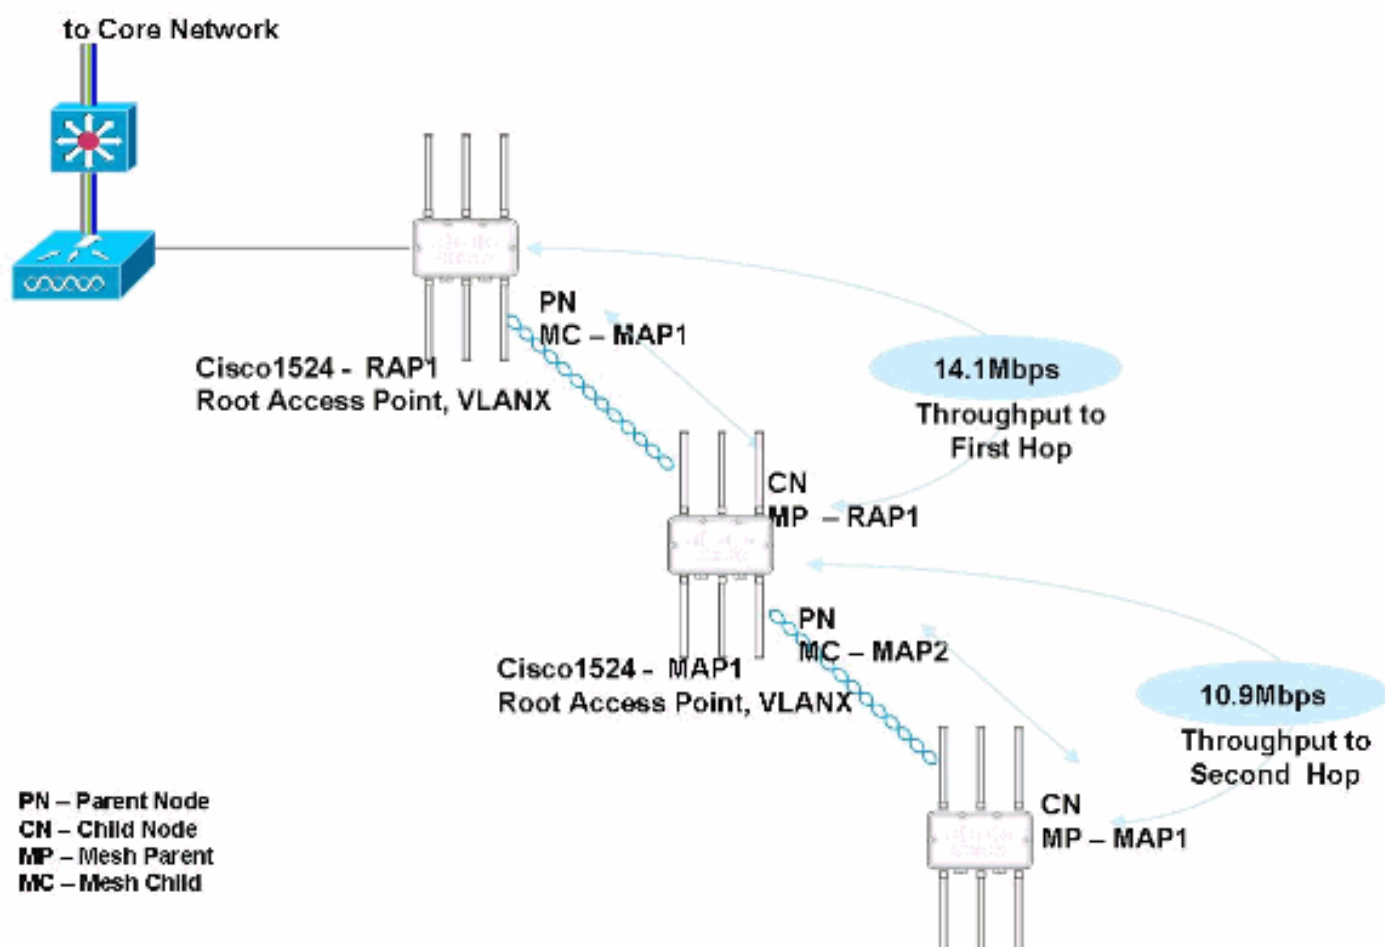 to Core Network
PN
MC – MAP1
Cisco1524 - RAP1
Root Access Point, VLANX
14.1Mbps
Throughput to
First Hop
CN
MP – RAP1
PN
MC – MAP2
Cisco1524 - MAP1
Root Access Point, VLANX
10.9Mbps
Throughput to
Second Hop
CN
MP – MAP1
PN – Parent Node
CN – Child Node
MP – Mesh Parent
MC – Mesh Child